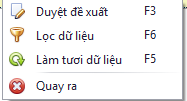 Duyệt đề xuất F3
Lọc dữ liệu F6
Làm tươi dữ liệu F5
Quay ra